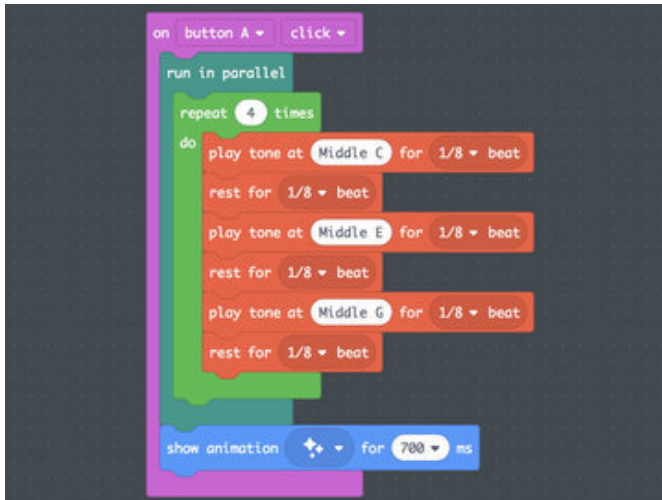 on button A click
run in parallel
repeat 4 times
do
play tone at Middle C for 1/8 beat
rest for 1/8 beat
play tone at Middle E for 1/8 beat
rest for 1/8 beat
play tone at Middle G for 1/8 beat
rest for 1/8 beat
show animation for 700 ms